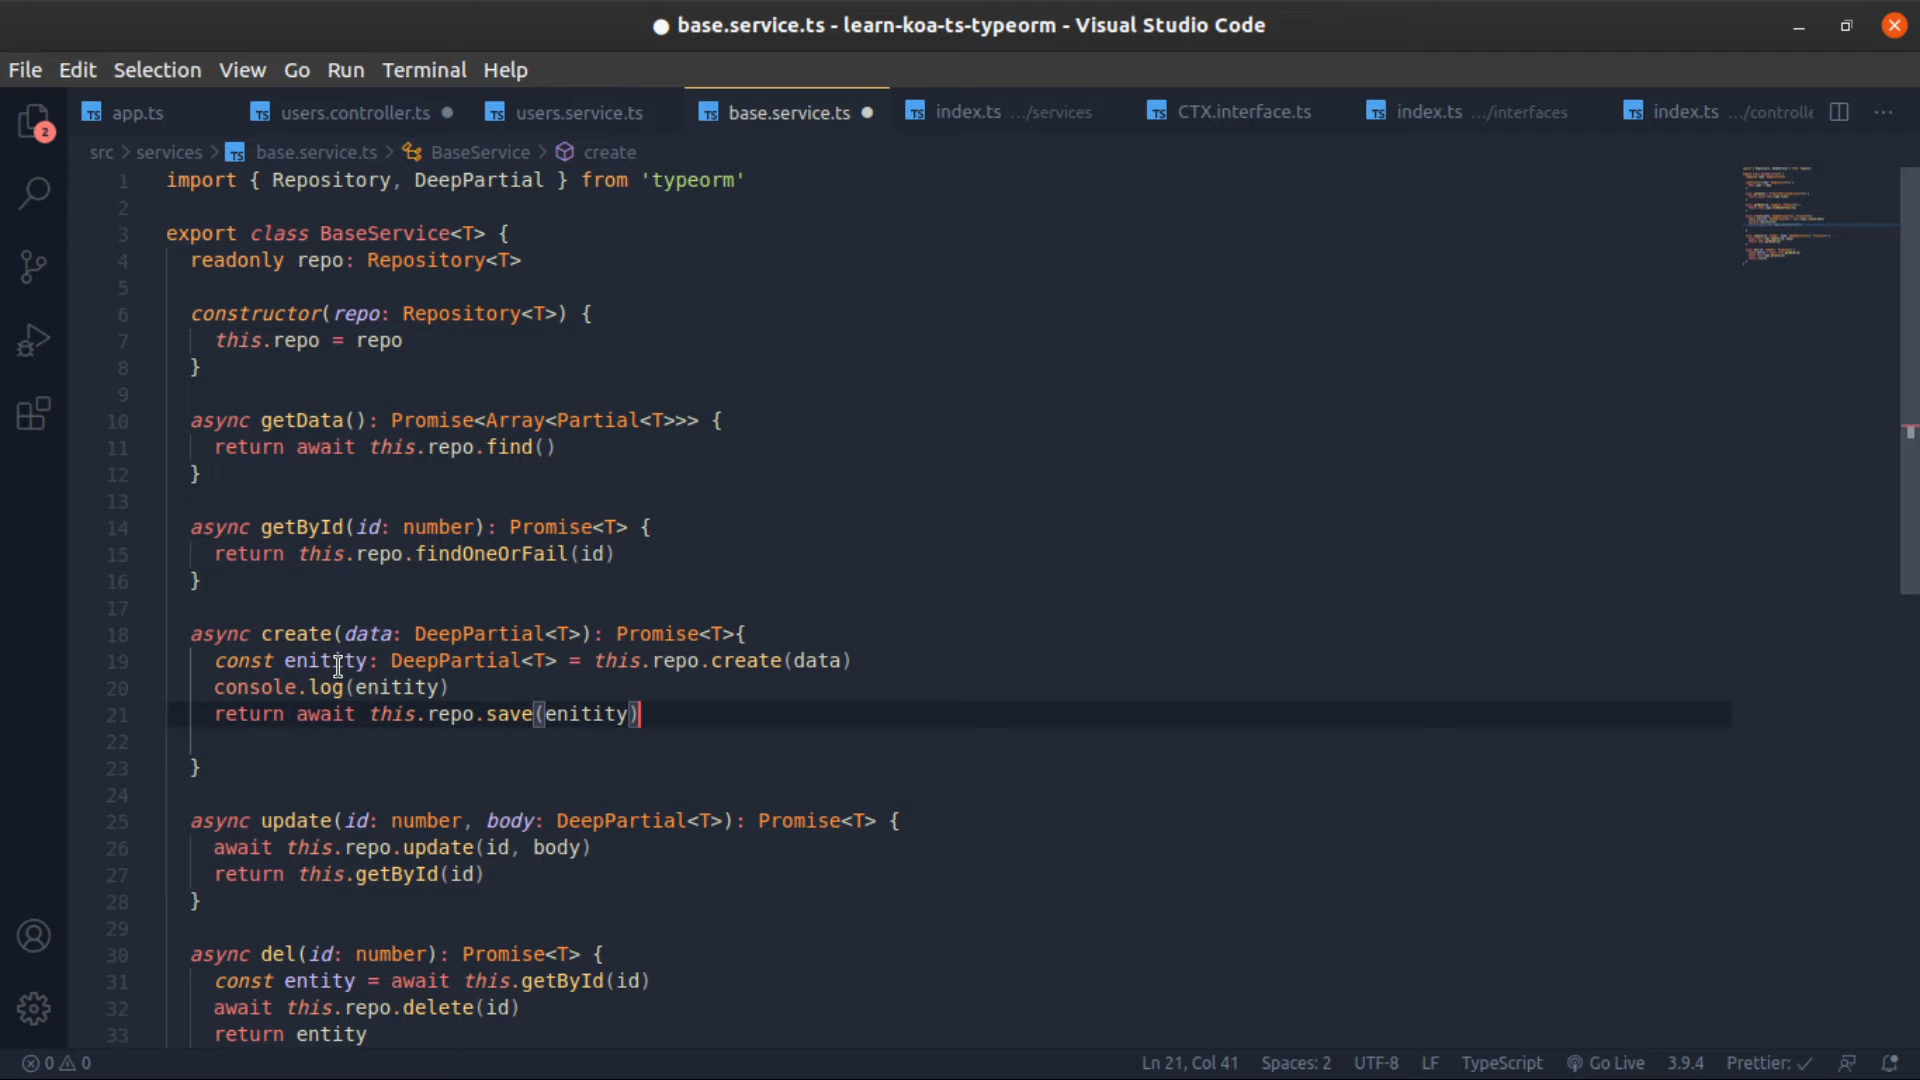 base.service.ts - learn-koa-ts-typeorm - Visual Studio Code
File Edit Selection View Go Run Terminal Help
2
TS app.ts TS users.controller.ts TS users.service.ts TS base.service.ts TS index.ts .../services TS CTX.interface.ts TS index.ts .../interfaces TS index.ts .../controlle
src > services > TS base.service.ts > BaseService > create
1 import { Repository, DeepPartial } from 'typeorm'
2
3 export class BaseService<T> {
4 readonly repo: Repository<T>
5
6 constructor(repo: Repository<T>) {
7 this.repo = repo
8 }
9
10 async getData(): Promise<Array<Partial<T>>> {
11 return await this.repo.find()
12 }
13
14 async getById(id: number): Promise<T> {
15 return this.repo.findOneOrFail(id)
16 }
17
18 async create(data: DeepPartial<T>): Promise<T>{
19 const enitity: DeepPartial<T> = this.repo.create(data)
20 console.log(enitity)
21 return await this.repo.save(enitity)
22
23 }
24
25 async update(id: number, body: DeepPartial<T>): Promise<T> {
26 await this.repo.update(id, body)
27 return this.getById(id)
28 }
29
30 async del(id: number): Promise<T> {
31 const entity = await this.getById(id)
32 await this.repo.delete(id)
33 return entity
0 0 Ln 21, Col 41 Spaces: 2 UTF-8 LF TypeScript Go Live 3.9.4 Prettier: ✓